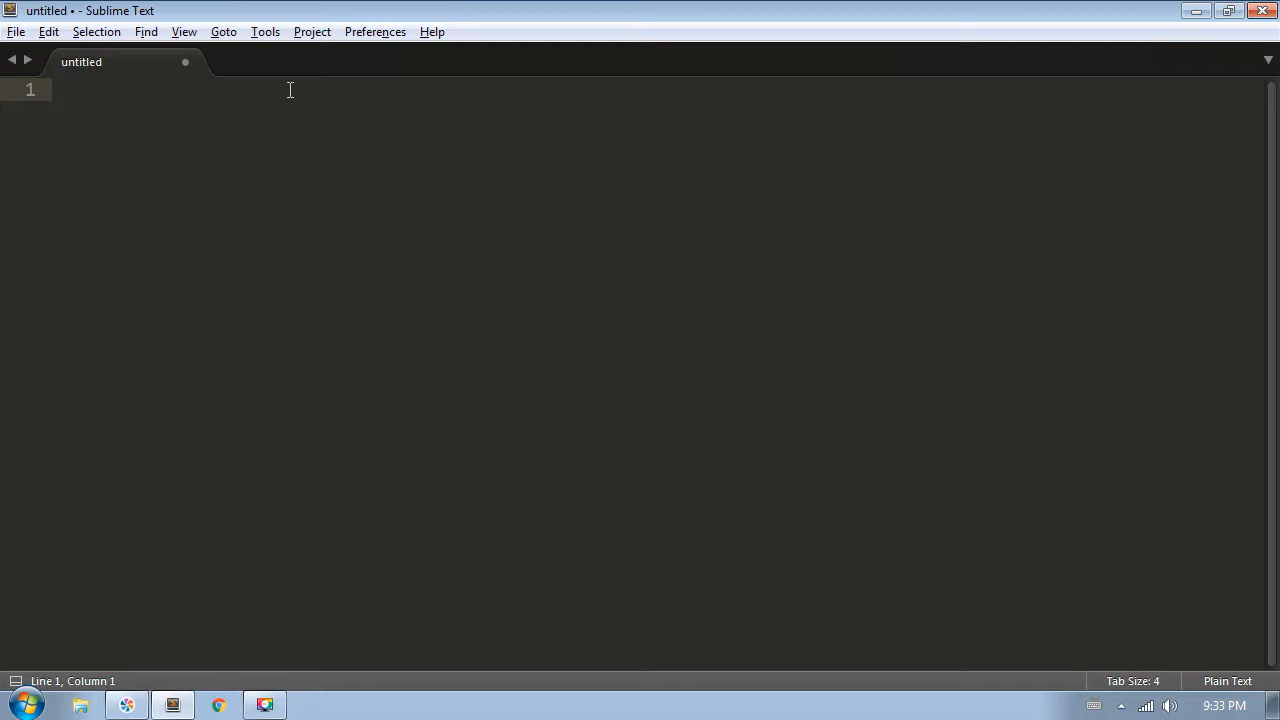 untitled • - Sublime Text
File Edit Selection Find View Goto Tools Project Preferences Help
untitled
1
Line 1, Column 1 Tab Size: 4 Plain Text
9:33 PM